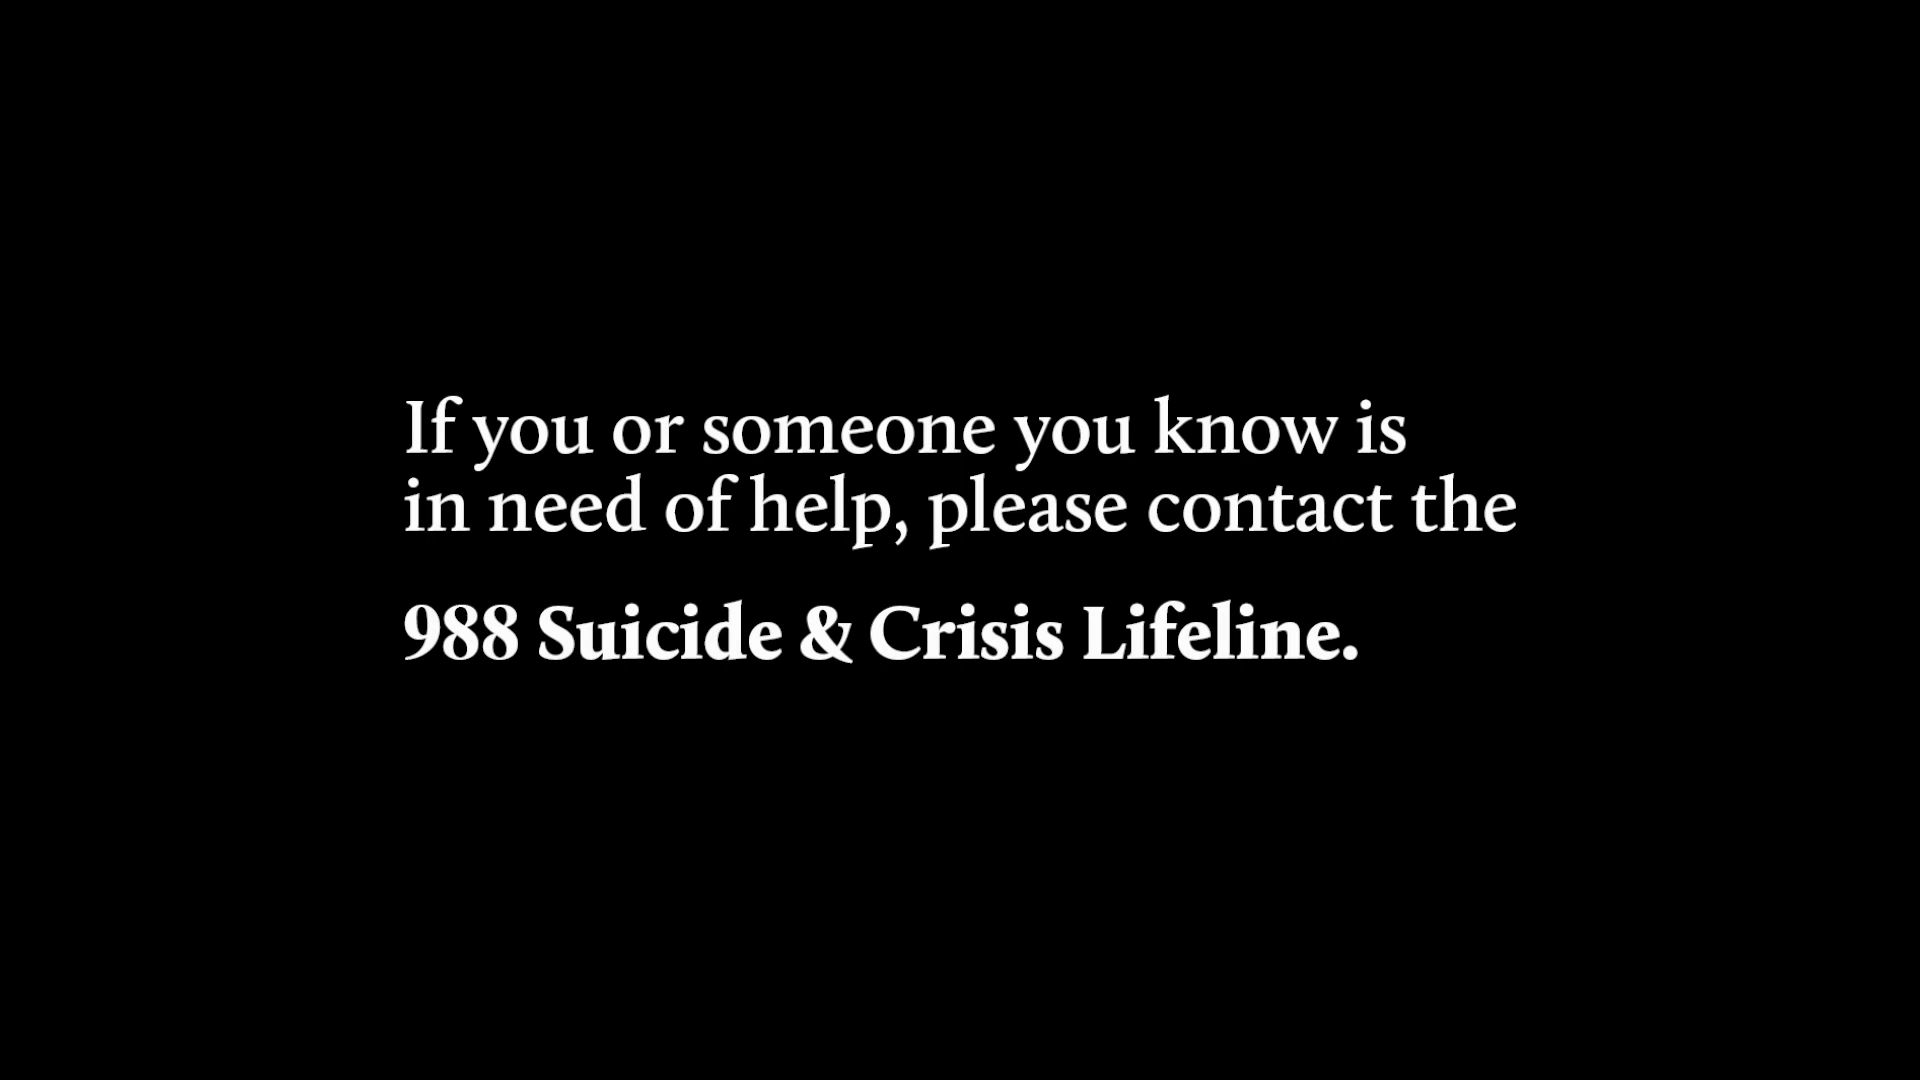 If you or someone you know is
in need of help, please contact the
988 Suicide & Crisis Lifeline.